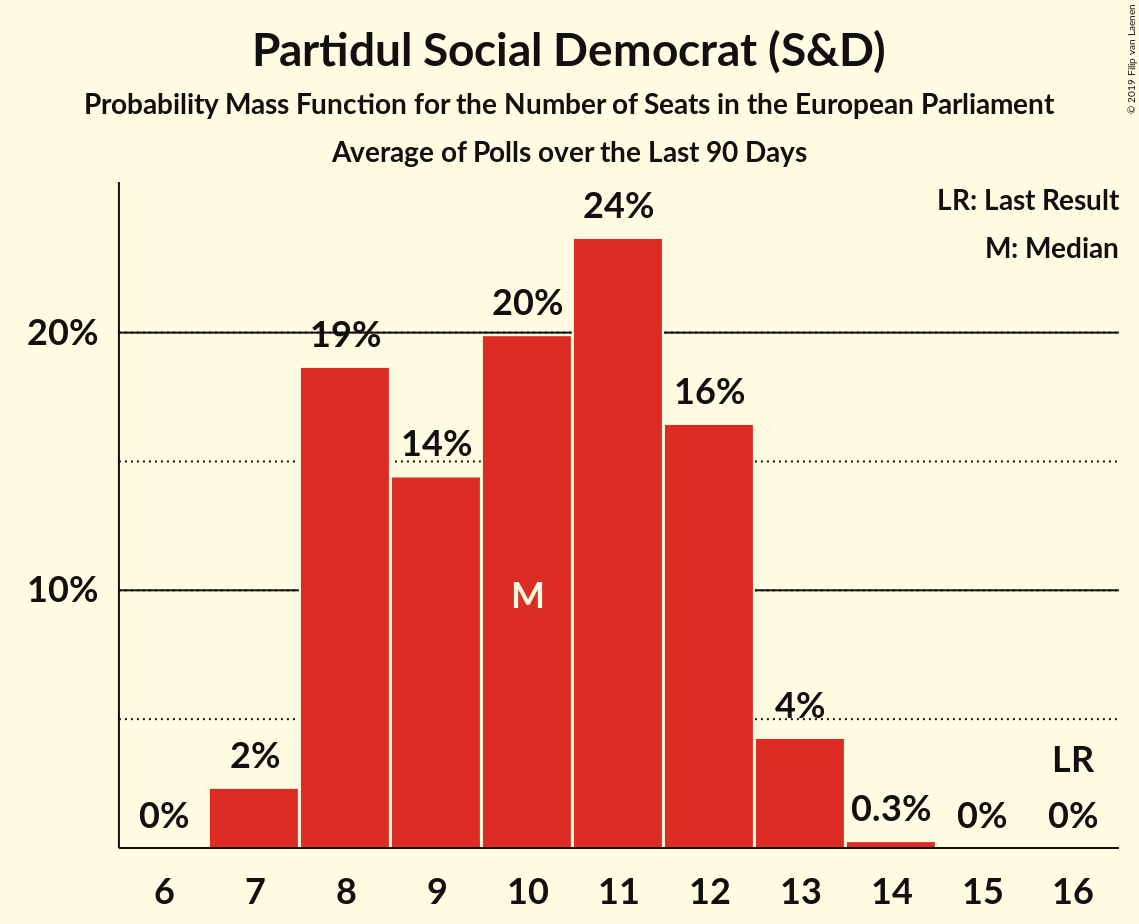 Partidul Social Democrat (S&D)
Probability Mass Function for the Number of Seats in the European Parliament
Average of Polls over the Last 90 Days
© 2019 Filip van Laenen
LR: Last Result
M: Median
20%
10%
0%
2%
19%
14%
20%
24%
16%
4%
0.3%
0%
0%
M
LR
6 7 8 9 10 11 12 13 14 15 16